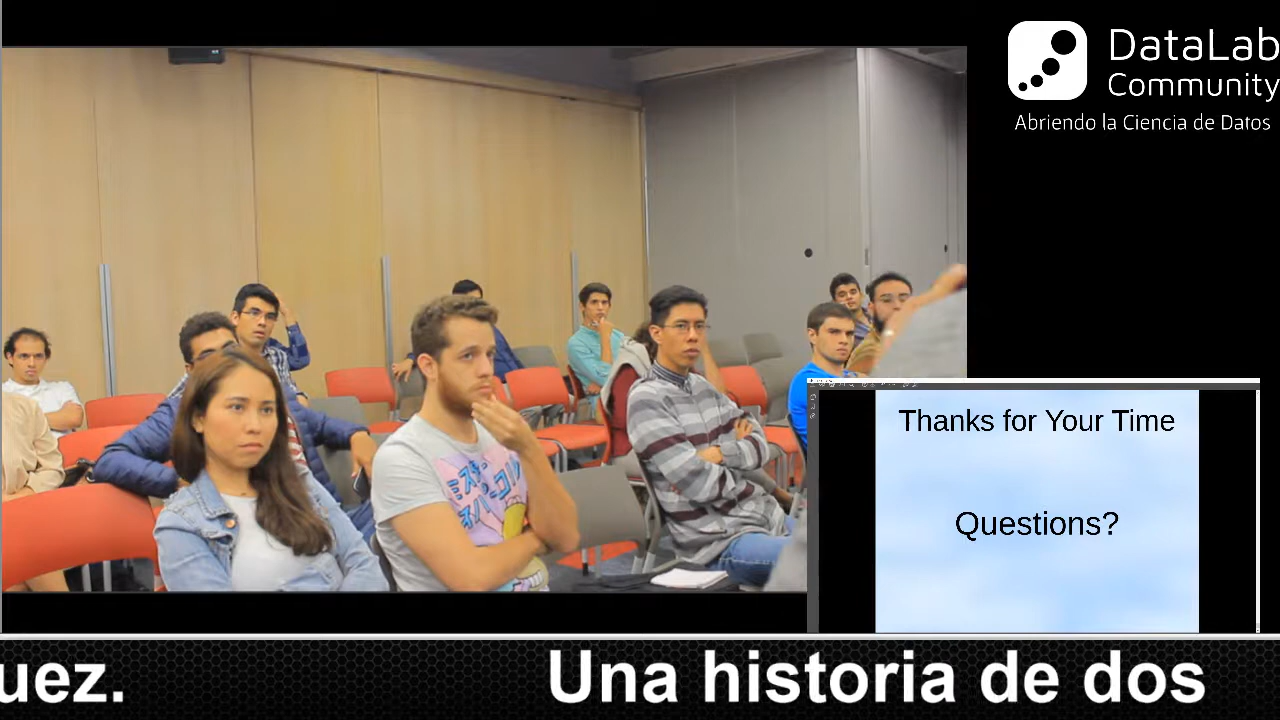 DataLab
Community
Abriendo la Ciencia de Datos
Thanks for Your Time
Questions?
uez.
Una historia de dos